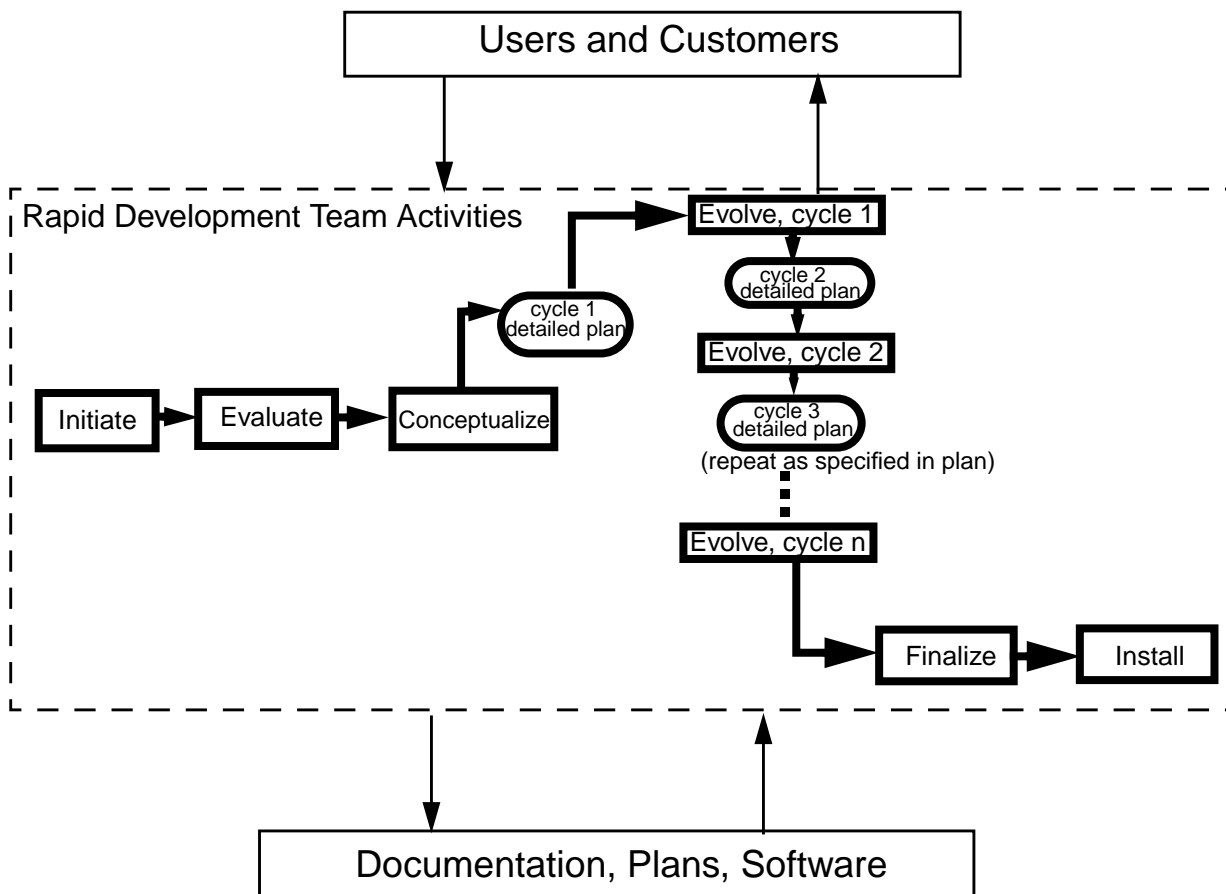 Users and Customers
Rapid Development Team Activities
Evolve, cycle 1
cycle 2
detailed plan
cycle 1
detailed plan
Evolve, cycle 2
Initiate
Evaluate
Conceptualize
cycle 3
detailed plan
(repeat as specified in plan)
Evolve, cycle n
Finalize
Install
Documentation, Plans, Software